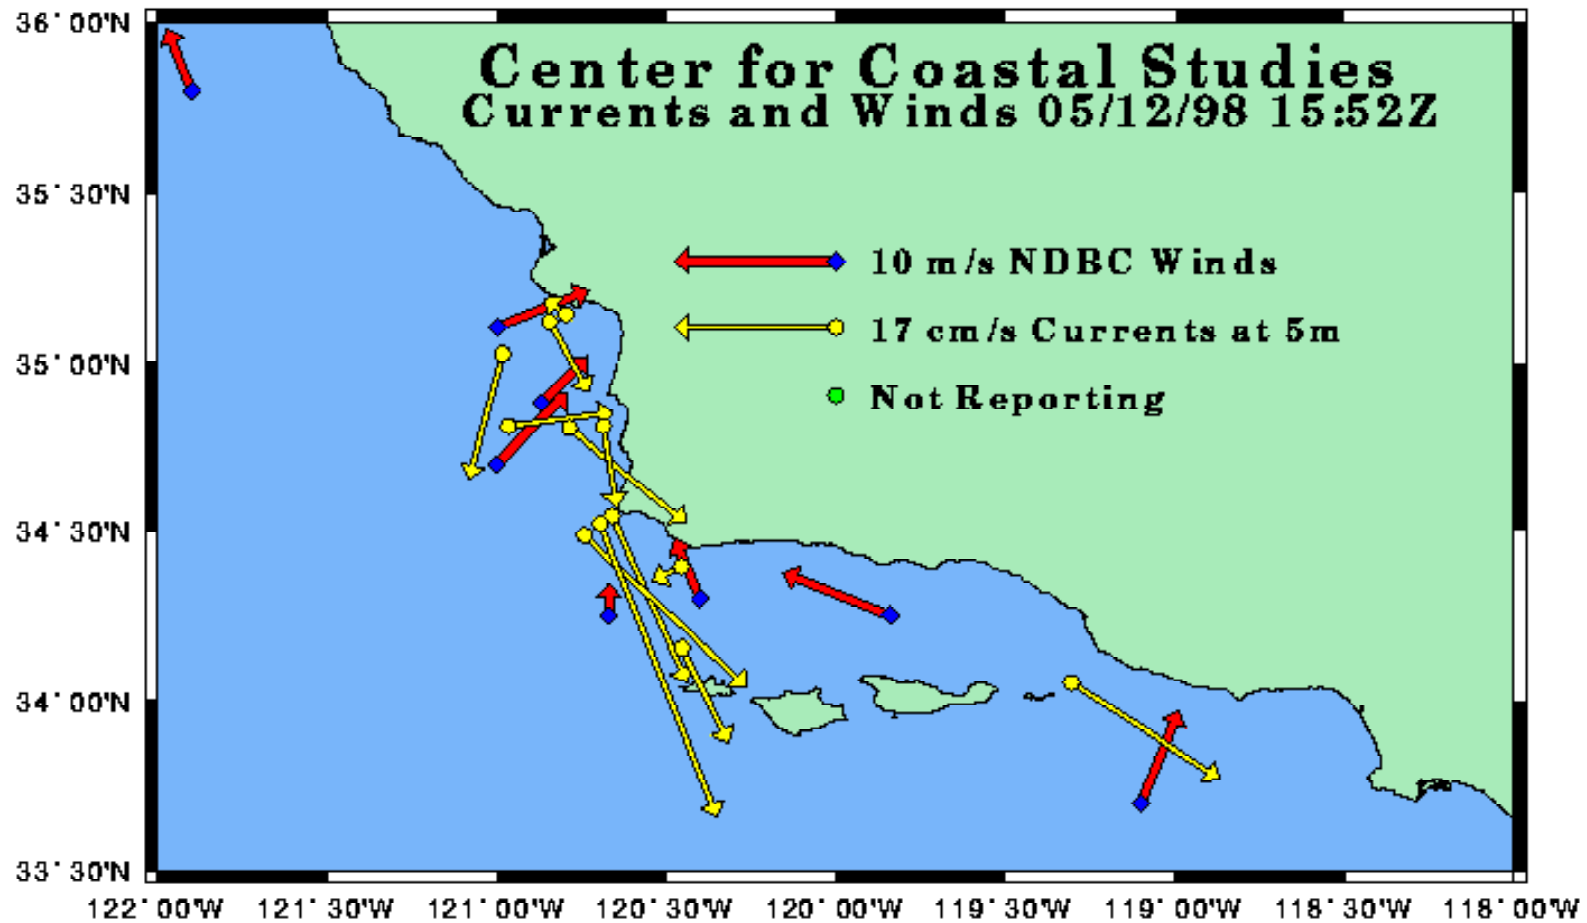 36°00'N
Center for Coastal Studies
Currents and Winds 05/12/98 15:52Z
35°30'N
10 m/s NDBC Winds
17 cm/s Currents at 5m
35°00'N
Not Reporting
34°30'N
34°00'N
33°30'N
122°00'W 121°30'W 121°00'W 120°30'W 120°00'W 119°30'W 119°00'W 118°30'W 118°00'W